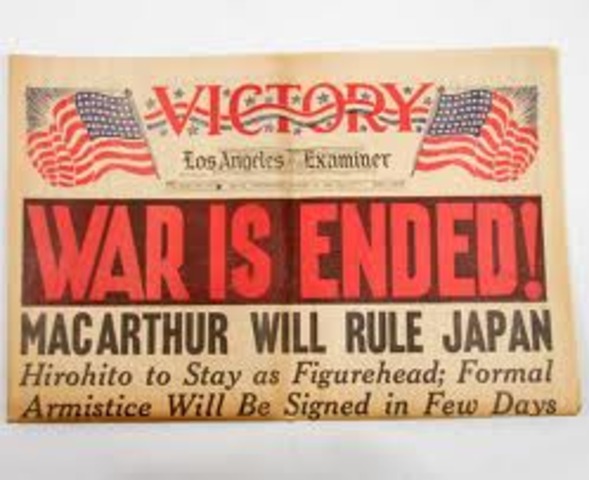 VICTORY
Los Angeles Examiner
WAR IS ENDED!
MACARTHUR WILL RULE JAPAN
Hirohito to Stay as Figurehead; Formal
Armistice Will Be Signed in Few Days